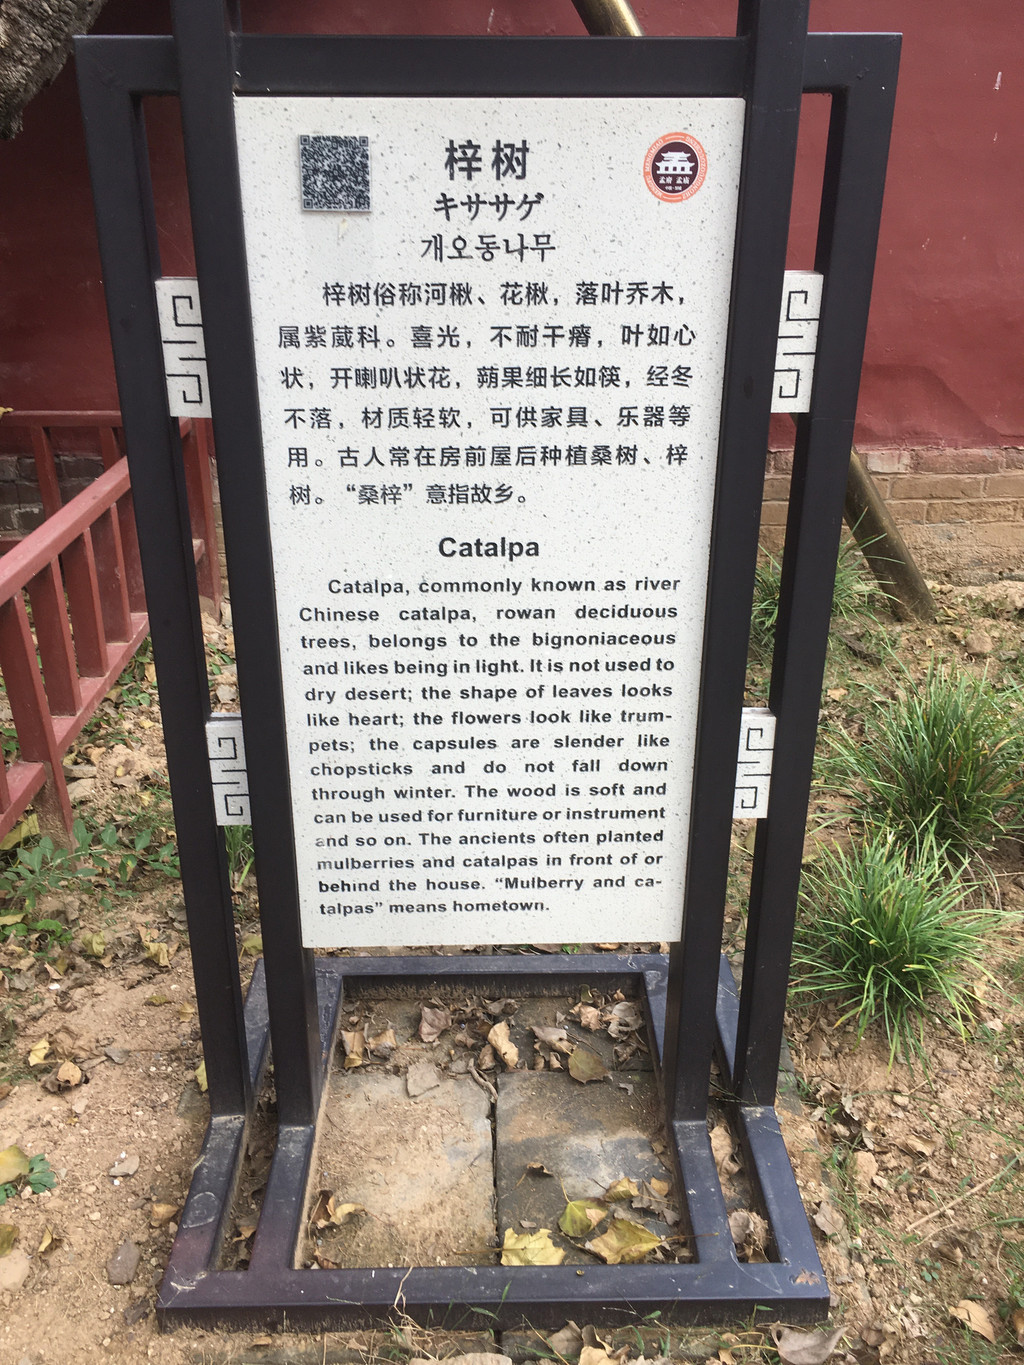 梓树
キササゲ
개오동나무
孟
孟府 孟庙
梓树俗称河楸、花楸，落叶乔木，
属紫葳科。喜光，不耐干瘠，叶如心
状，开喇叭状花，蒴果细长如筷，经冬
不落，材质轻软，可供家具、乐器等
用。古人常在房前屋后种植桑树、梓
树。“桑梓”意指故乡。
Catalpa
Catalpa, commonly known as river
Chinese catalpa, rowan deciduous
trees, belongs to the bignoniaceous
and likes being in light. It is not used to
dry desert; the shape of leaves looks
like heart; the flowers look like trum-
pets; the capsules are slender like
chopsticks and do not fall down
through winter. The wood is soft and
can be used for furniture or instrument
and so on. The ancients often planted
mulberries and catalpas in front of or
behind the house. “Mulberry and ca-
talpas” means hometown.